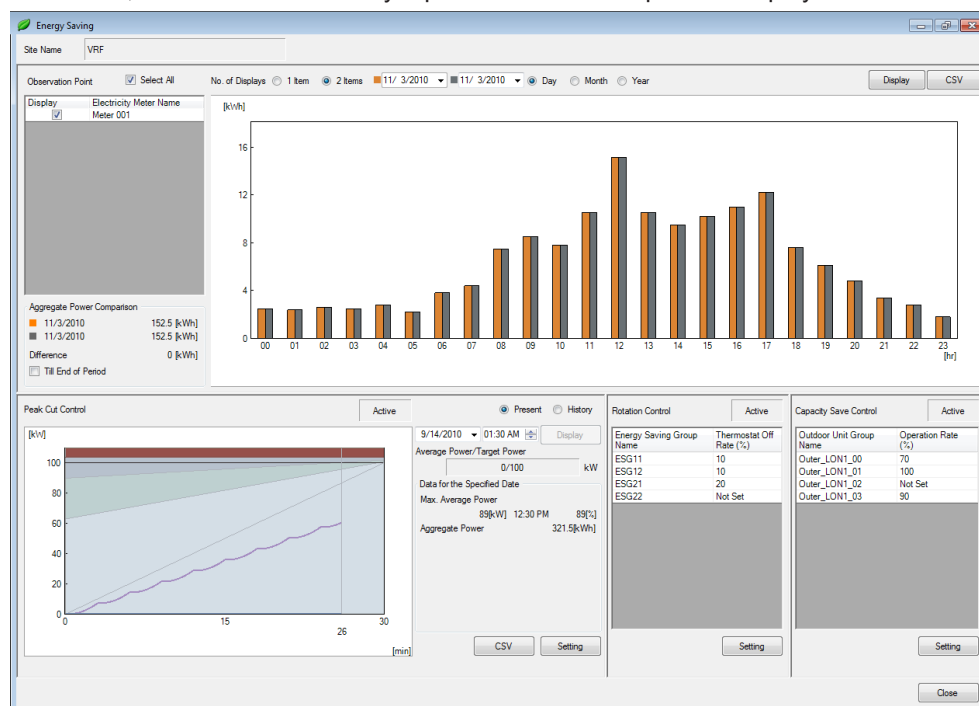 Energy Saving
Site Name VRF
Observation Point Select All No. of Displays 1 Item 2 Items 11/ 3/2010 11/ 3/2010 Day Month Year Display CSV
Display Electricity Meter Name
Meter 001
[kWh]
16
12
8
4
0
00 01 02 03 04 05 06 07 08 09 10 11 12 13 14 15 16 17 18 19 20 21 22 23
[hr]
Aggregate Power Comparison
11/3/2010 152.5 [kWh]
11/3/2010 152.5 [kWh]
Difference 0 [kWh]
Till End of Period
Peak Cut Control Active
[kW]
100
80
60
40
20
0
0 15 30
26
[min]
Present History
9/14/2010 01:30 AM Display
Average Power/Target Power
0/100 kW
Data for the Specified Date
Max. Average Power
89[kW] 12:30 PM 89[%]
Aggregate Power 321.5[kWh]
CSV Setting
Rotation Control Active
Energy Saving Group Name Thermostat Off Rate (%)
ESG11 10
ESG12 10
ESG21 20
ESG22 Not Set
Setting
Capacity Save Control Active
Outdoor Unit Group Name Operation Rate (%)
Outer_LON1_00 70
Outer_LON1_01 100
Outer_LON1_02 Not Set
Outer_LON1_03 90
Setting
Close